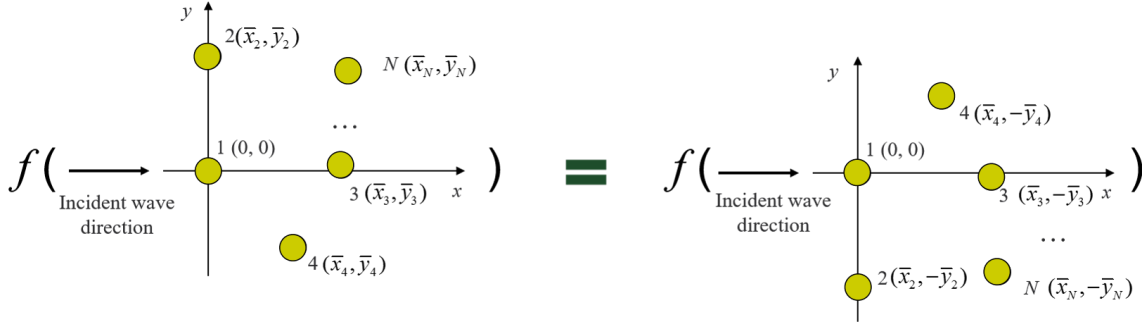 y
2(x̄₂,ȳ₂)
N (x̄_N,ȳ_N)
...
1 (0, 0)
f(
)
Incident wave
direction
3 (x̄₃,ȳ₃)
x
4 (x̄₄,ȳ₄)
=
y
4 (x̄₄,−ȳ₄)
1 (0, 0)
f(
)
Incident wave
direction
3 (x̄₃,−ȳ₃)
x
...
2(x̄₂,−ȳ₂)
N (x̄_N,−ȳ_N)